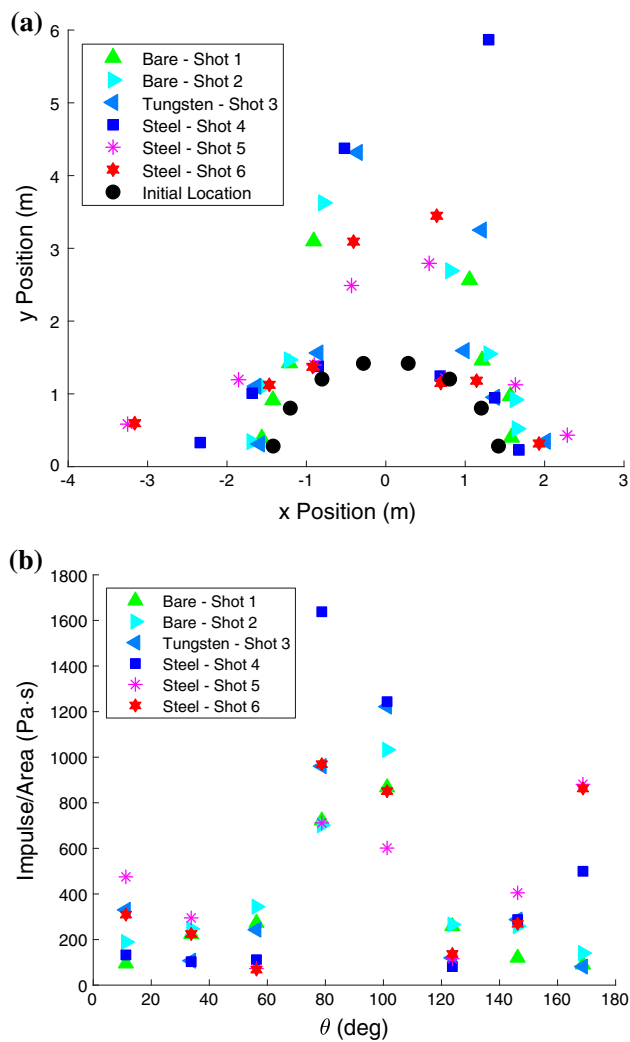 (a)
6
5
4
3
2
1
0
y Position (m)
Bare - Shot 1
Bare - Shot 2
Tungsten - Shot 3
Steel - Shot 4
Steel - Shot 5
Steel - Shot 6
Initial Location
-4 -3 -2 -1 0 1 2 3
x Position (m)
(b)
1800
1600
1400
1200
1000
800
600
400
200
0
Impulse/Area (Pa·s)
Bare - Shot 1
Bare - Shot 2
Tungsten - Shot 3
Steel - Shot 4
Steel - Shot 5
Steel - Shot 6
0 20 40 60 80 100 120 140 160 180
θ (deg)